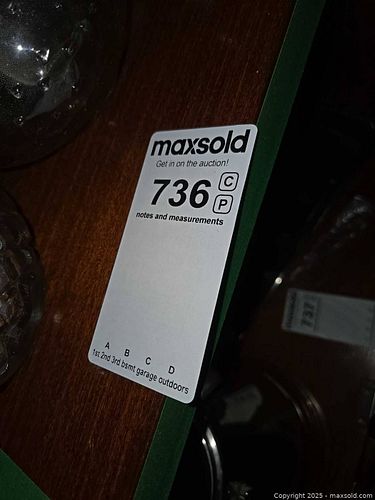 maxsold
Get in on the auction!
736 C
P
notes and measurements
A B C D
1st 2nd 3rd bsmt garage outdoors
737
Copyright 2025 - maxsold.com